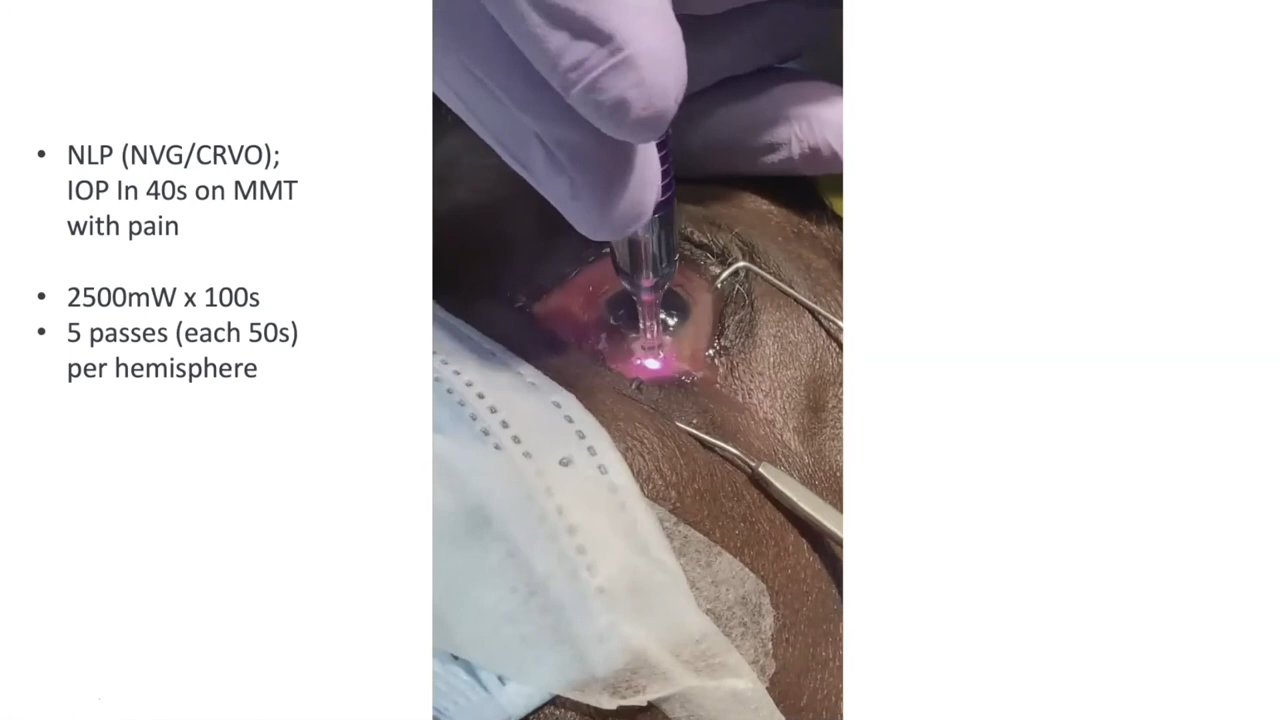 • NLP (NVG/CRVO);
IOP In 40s on MMT
with pain
• 2500mW x 100s
• 5 passes (each 50s)
per hemisphere